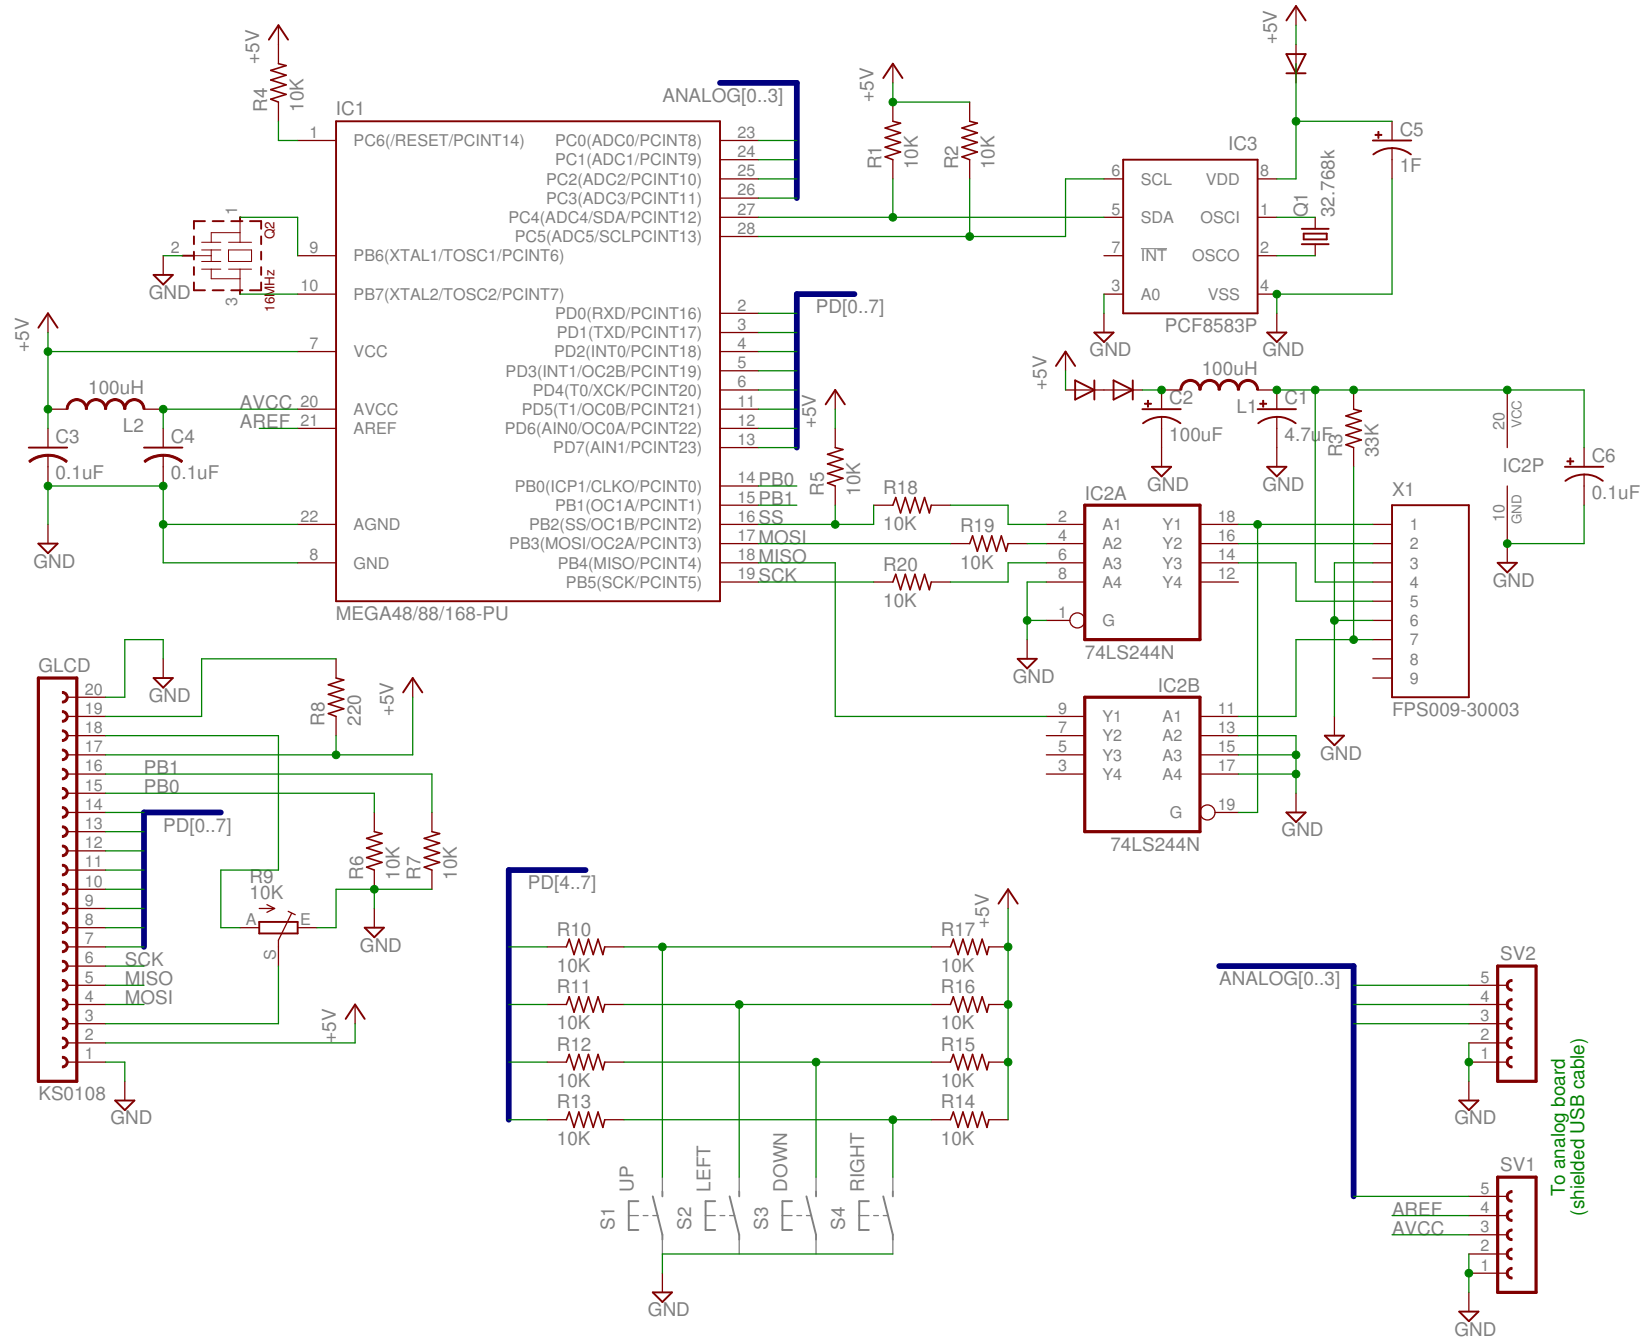 +5V
R4
10K
IC1
1
PC6(/RESET/PCINT14)
9
PB6(XTAL1/TOSC1/PCINT6)
10
PB7(XTAL2/TOSC2/PCINT7)
7
VCC
20
AVCC
21
AREF
22
AGND
8
GND
PC0(ADC0/PCINT8)
23
PC1(ADC1/PCINT9)
24
PC2(ADC2/PCINT10)
25
PC3(ADC3/PCINT11)
26
PC4(ADC4/SDA/PCINT12)
27
PC5(ADC5/SCLPCINT13)
28
PD0(RXD/PCINT16)
2
PD1(TXD/PCINT17)
3
PD2(INT0/PCINT18)
4
PD3(INT1/OC2B/PCINT19)
5
PD4(T0/XCK/PCINT20)
6
PD5(T1/OC0B/PCINT21)
11
PD6(AIN0/OC0A/PCINT22)
12
PD7(AIN1/PCINT23)
13
PB0(ICP1/CLKO/PCINT0)
14 PB0
PB1(OC1A/PCINT1)
15 PB1
PB2(SS/OC1B/PCINT2)
16 SS
PB3(MOSI/OC2A/PCINT3)
17 MOSI
PB4(MISO/PCINT4)
18 MISO
PB5(SCK/PCINT5)
19 SCK
MEGA48/88/168-PU
ANALOG[0..3]
PD[0..7]
1
2
3
Q2
16MHz
GND
+5V
100uH
L2
AVCC
AREF
C3
0.1uF
C4
0.1uF
GND
+5V
R1
10K
R2
10K
+5V
IC3
6
SCL
5
SDA
7
INT
3
A0
VDD
8
OSCI
1
OSCO
2
VSS
4
PCF8583P
Q1
32.768k
C5
1F
GND
GND
+5V
100uH
L1
C2
100uF
C1
4.7uF
GND
GND
R3
33K
20
VCC
IC2P
10
GND
C6
0.1uF
GND
+5V
R5
10K
R18
10K
R19
10K
R20
10K
IC2A
2
A1
4
A2
6
A3
8
A4
1
G
Y1
18
Y2
16
Y3
14
Y4
12
74LS244N
GND
X1
1
2
3
4
5
6
7
8
9
FPS009-30003
GND
IC2B
9
Y1
7
Y2
5
Y3
3
Y4
A1
11
A2
13
A3
15
A4
17
G
19
74LS244N
GND
GLCD
20
19
18
17
16
PB1
15
PB0
14
13
12
11
10
9
8
7
6
SCK
5
MISO
4
MOSI
3
2
1
KS0108
GND
R8
220
+5V
PD[0..7]
R9
10K
A
E
S
R6
10K
R7
10K
GND
+5V
GND
PD[4..7]
+5V
R10
10K
R17
10K
R11
10K
R16
10K
R12
10K
R15
10K
R13
10K
R14
10K
S1
UP
S2
LEFT
S3
DOWN
S4
RIGHT
GND
ANALOG[0..3]
SV2
5
4
3
2
1
GND
SV1
5
AREF
4
AVCC
3
2
1
GND
To analog board
(shielded USB cable)